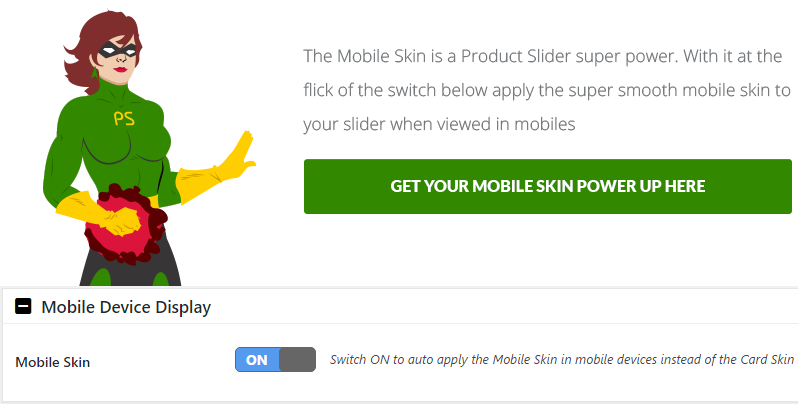 PS
The Mobile Skin is a Product Slider super power. With it at the
flick of the switch below apply the super smooth mobile skin to
your slider when viewed in mobiles
GET YOUR MOBILE SKIN POWER UP HERE
Mobile Device Display
Mobile Skin
ON
Switch ON to auto apply the Mobile Skin in mobile devices instead of the Card Skin